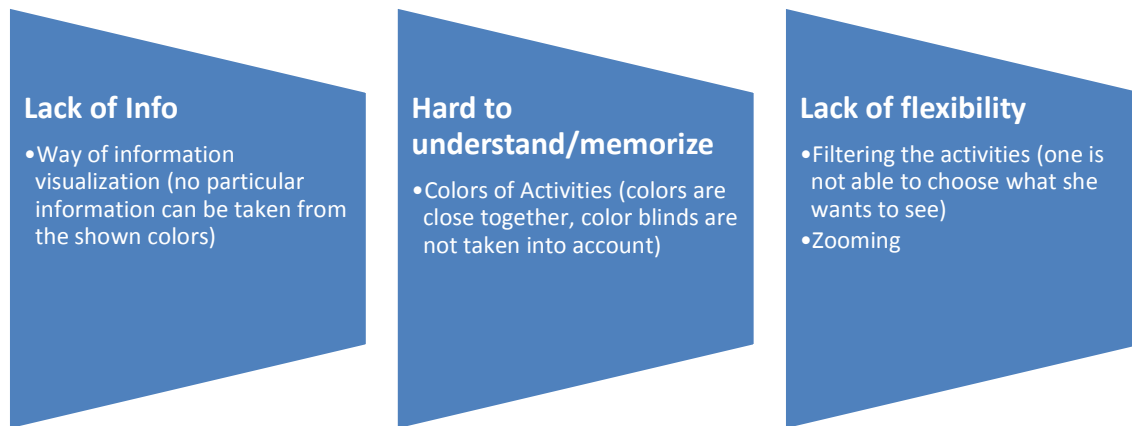 Lack of Info
•Way of information
visualization (no particular
information can be taken from
the shown colors)
Hard to
understand/memorize
•Colors of Activities (colors are
close together, color blinds are
not taken into account)
Lack of flexibility
•Filtering the activities (one is
not able to choose what she
wants to see)
•Zooming